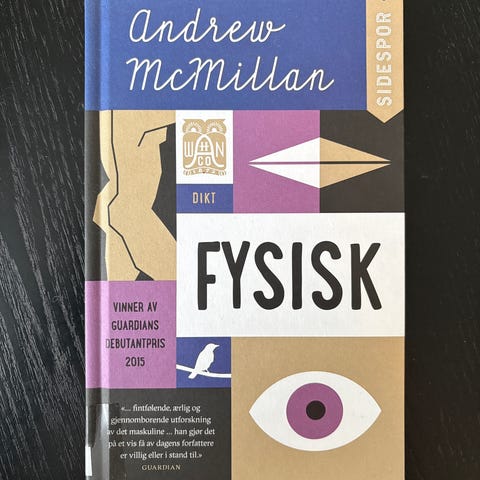 Andrew
McMillan
SIDESPOR
W H N
CO
DIKT
FYSISK
VINNER AV
GUARDIANS
DEBUTANTPRIS
2015
«... fintfølende, ærlig og
gjennomborende utforskning
av det maskuline ... han gjør det
på et vis få av dagens forfattere
er villig eller i stand til.»
GUARDIAN